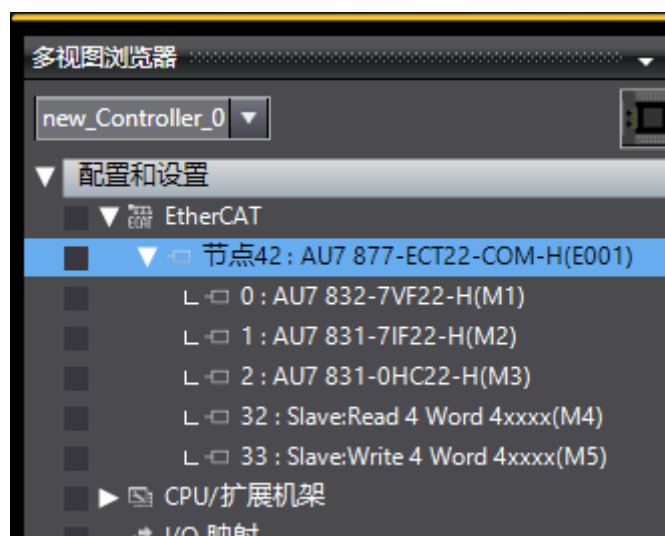 多视图浏览器
new_Controller_0
配置和设置
EtherCAT
节点42 : AU7 877-ECT22-COM-H(E001)
0 : AU7 832-7VF22-H(M1)
1 : AU7 831-7IF22-H(M2)
2 : AU7 831-0HC22-H(M3)
32 : Slave:Read 4 Word 4xxxx(M4)
33 : Slave:Write 4 Word 4xxxx(M5)
CPU/扩展机架
I/O 映射